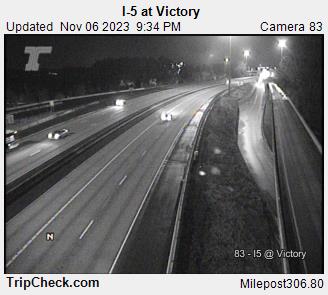 I-5 at Victory
Updated Nov 06 2023 9:34 PM Camera 83
T
N
83 - I5 @ Victory
TripCheck.com Milepost306.80